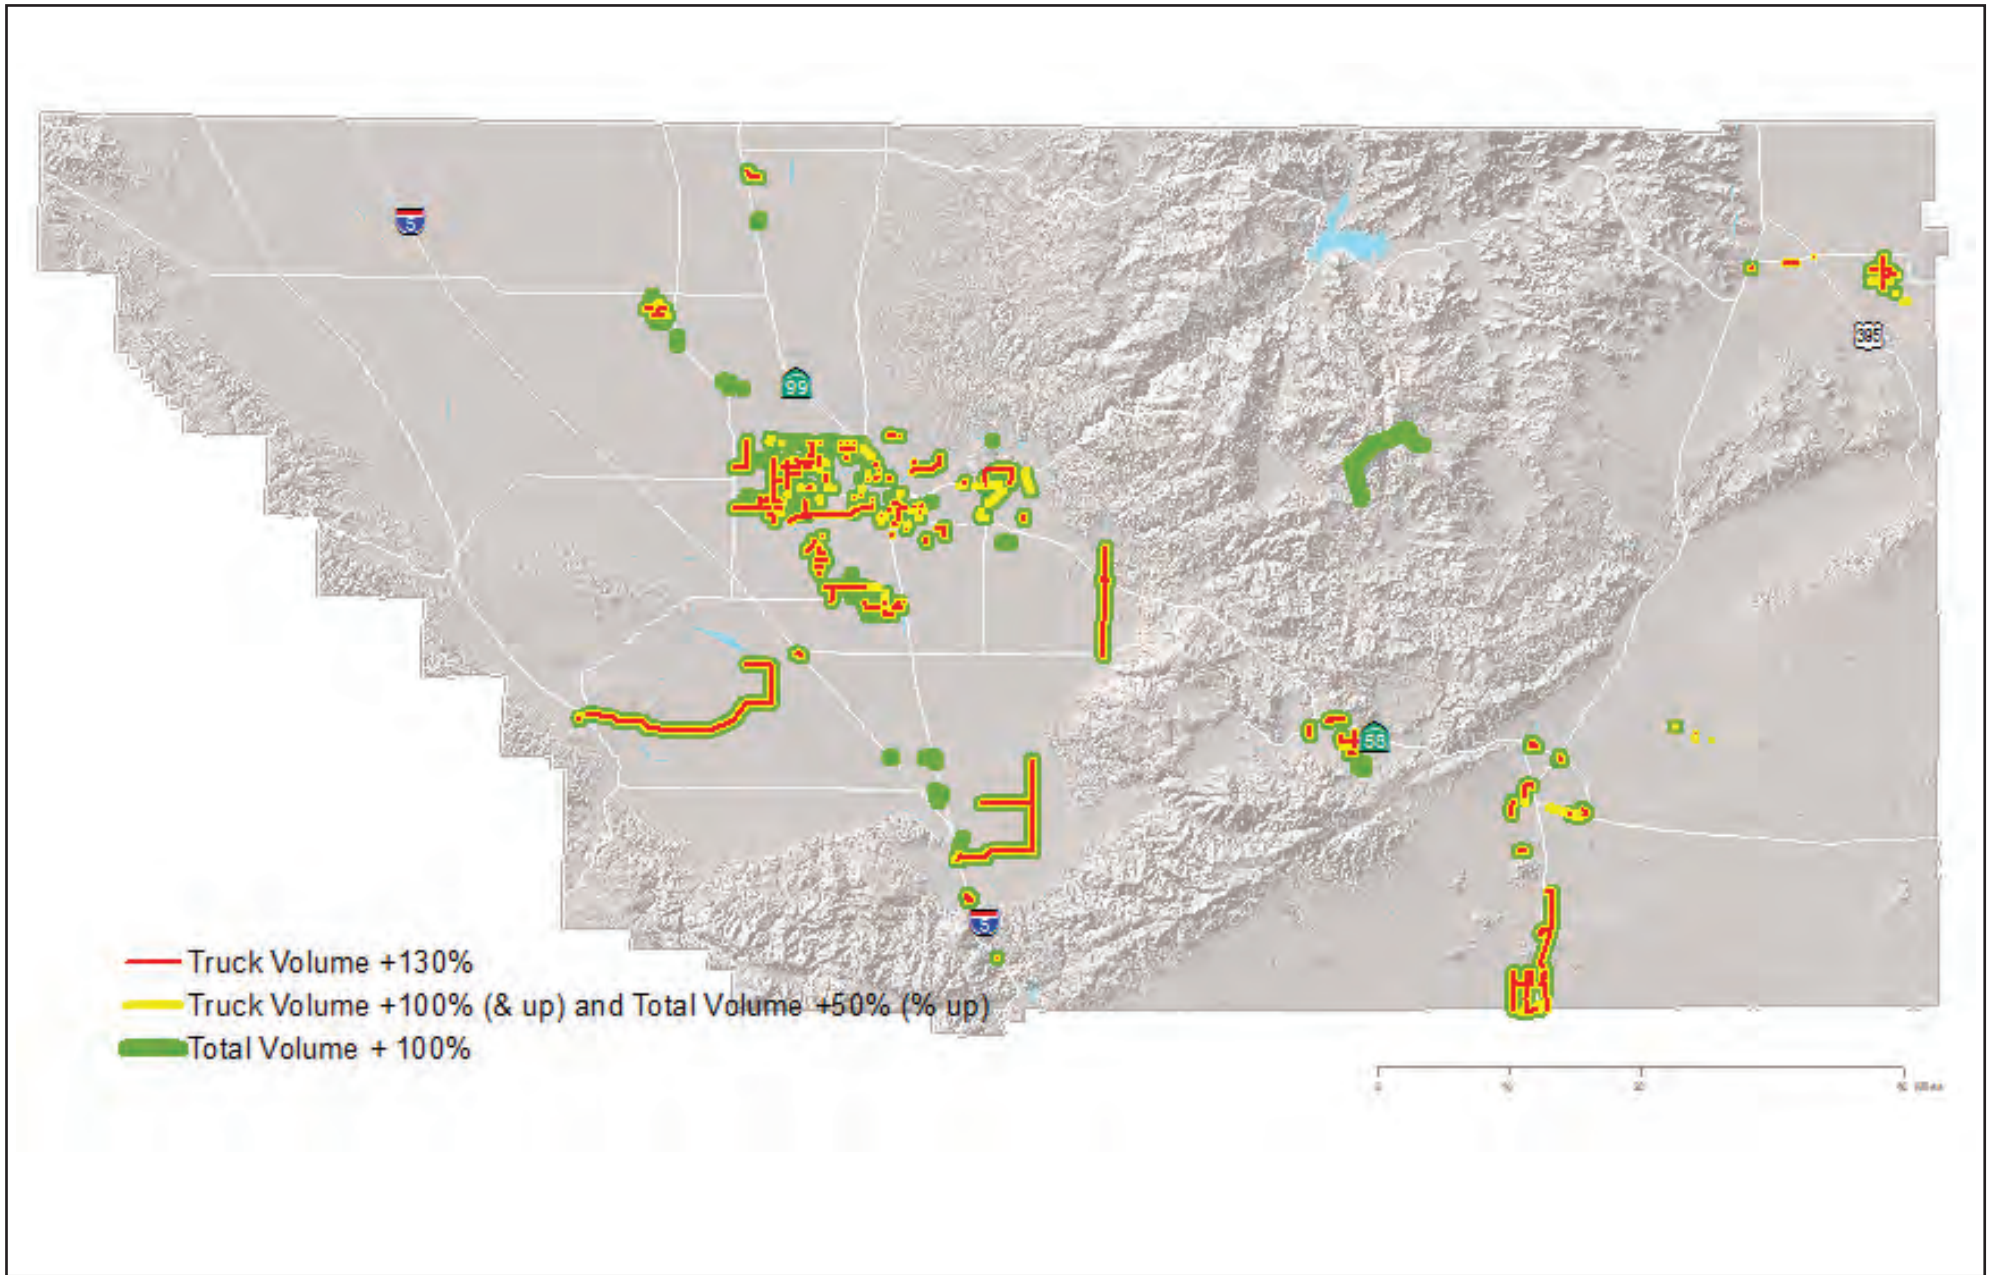 5
99
395
58
5
Truck Volume +130%
Truck Volume +100% (& up) and Total Volume +50% (% up)
Total Volume + 100%